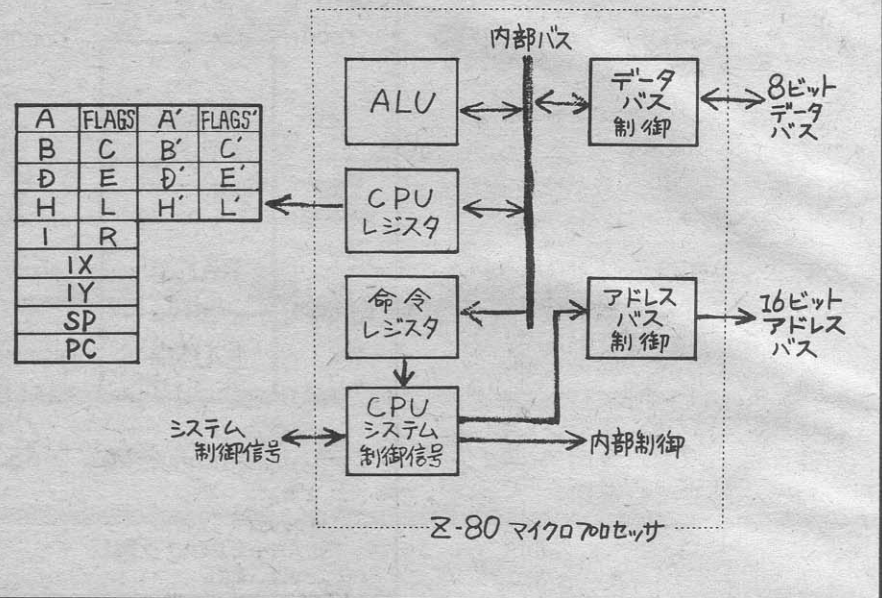 内部バス
ALU
データ
バス
制御
8ビット
データ
バス
A FLAGS A' FLAGS'
B C B' C'
D E D' E'
H L H' L'
I R
IX
IY
SP
PC
CPU
レジスタ
命令
レジスタ
アドレス
バス
制御
16ビット
アドレス
バス
CPU
システム
制御信号
システム
制御信号
内部制御
Z-80 マイクロプロセッサ